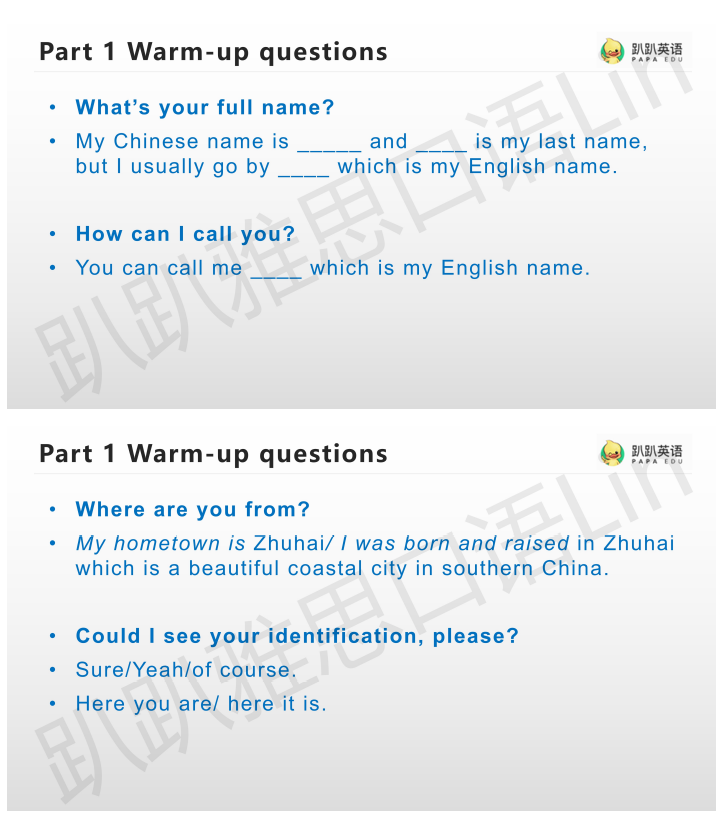 Part 1 Warm-up questions
趴趴英语
PAPA EDU
• What’s your full name?
• My Chinese name is _____ and ____ is my last name,
but I usually go by ____ which is my English name.
• How can I call you?
• You can call me ____ which is my English name.
趴趴雅思口语Lin
Part 1 Warm-up questions
趴趴英语
PAPA EDU
• Where are you from?
• My hometown is Zhuhai/ I was born and raised in Zhuhai
which is a beautiful coastal city in southern China.
• Could I see your identification, please?
• Sure/Yeah/of course.
• Here you are/ here it is.
趴趴雅思口语Lin